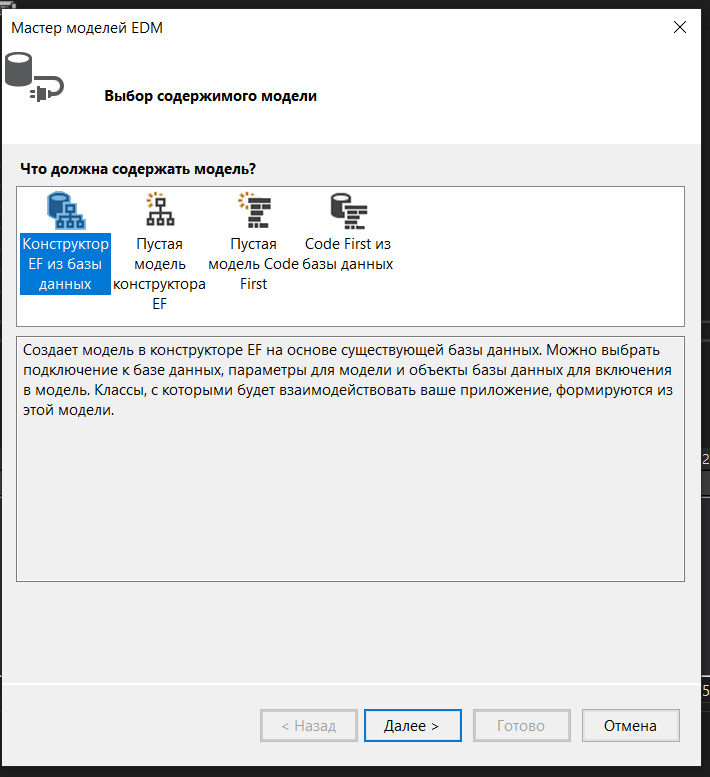 Мастер моделей EDM
Выбор содержимого модели
Что должна содержать модель?
Конструктор EF из базы данных
Пустая модель конструктора EF
Пустая модель Code First
Code First из базы данных
Создает модель в конструкторе EF на основе существующей базы данных. Можно выбрать
подключение к базе данных, параметры для модели и объекты базы данных для включения
в модель. Классы, с которыми будет взаимодействовать ваше приложение, формируются из
этой модели.
2
5
< Назад
Далее >
Готово
Отмена